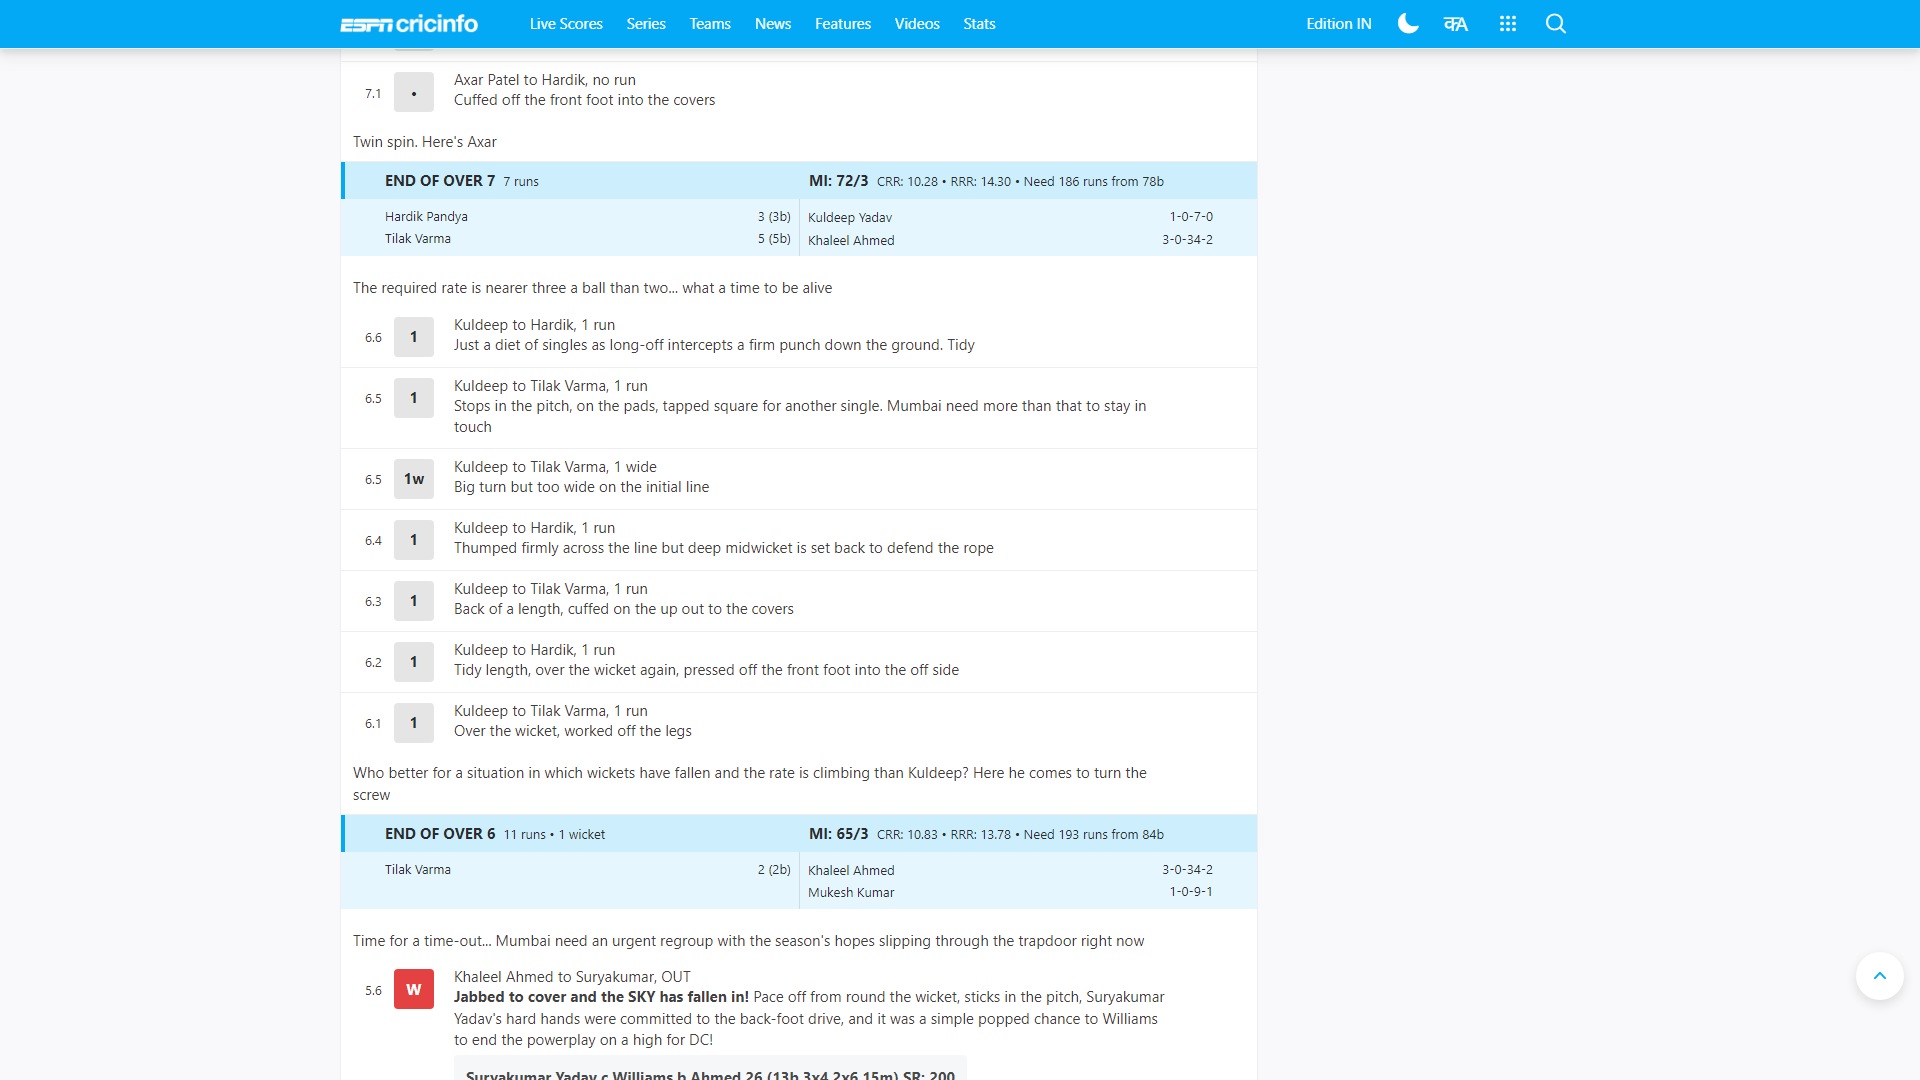 ESPN cricinfo Live Scores Series Teams News Features Videos Stats Edition IN कA
7.1 • Axar Patel to Hardik, no run
Cuffed off the front foot into the covers
Twin spin. Here's Axar
END OF OVER 7 7 runs MI: 72/3 CRR: 10.28 • RRR: 14.30 • Need 186 runs from 78b
Hardik Pandya 3 (3b) Kuldeep Yadav 1-0-7-0
Tilak Varma 5 (5b) Khaleel Ahmed 3-0-34-2
The required rate is nearer three a ball than two... what a time to be alive
6.6 1 Kuldeep to Hardik, 1 run
Just a diet of singles as long-off intercepts a firm punch down the ground. Tidy
6.5 1 Kuldeep to Tilak Varma, 1 run
Stops in the pitch, on the pads, tapped square for another single. Mumbai need more than that to stay in
touch
6.5 1w Kuldeep to Tilak Varma, 1 wide
Big turn but too wide on the initial line
6.4 1 Kuldeep to Hardik, 1 run
Thumped firmly across the line but deep midwicket is set back to defend the rope
6.3 1 Kuldeep to Tilak Varma, 1 run
Back of a length, cuffed on the up out to the covers
6.2 1 Kuldeep to Hardik, 1 run
Tidy length, over the wicket again, pressed off the front foot into the off side
6.1 1 Kuldeep to Tilak Varma, 1 run
Over the wicket, worked off the legs
Who better for a situation in which wickets have fallen and the rate is climbing than Kuldeep? Here he comes to turn the
screw
END OF OVER 6 11 runs • 1 wicket MI: 65/3 CRR: 10.83 • RRR: 13.78 • Need 193 runs from 84b
Tilak Varma 2 (2b) Khaleel Ahmed 3-0-34-2
Mukesh Kumar 1-0-9-1
Time for a time-out... Mumbai need an urgent regroup with the season's hopes slipping through the trapdoor right now
5.6 W Khaleel Ahmed to Suryakumar, OUT
Jabbed to cover and the SKY has fallen in! Pace off from round the wicket, sticks in the pitch, Suryakumar
Yadav's hard hands were committed to the back-foot drive, and it was a simple popped chance to Williams
to end the powerplay on a high for DC!
Suryakumar Yadav c Williams b Ahmed 26 (13b 3x4 2x6 15m) SR: 200